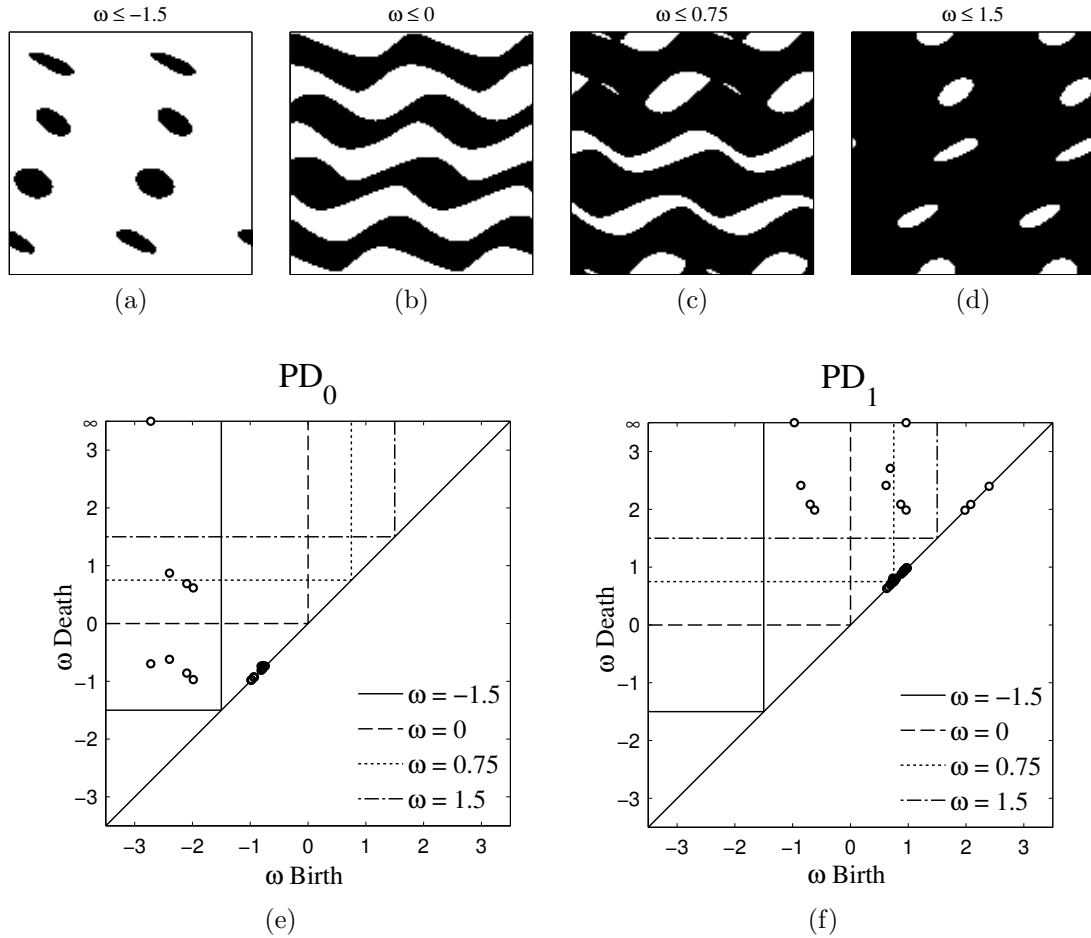 ω ≤ −1.5
ω ≤ 0
ω ≤ 0.75
ω ≤ 1.5
(a)
(b)
(c)
(d)
PD₀
∞
3
2
1
0
−1
−2
−3
ω Death
−3 −2 −1 0 1 2 3
ω Birth
ω = −1.5
ω = 0
ω = 0.75
ω = 1.5
(e)
PD₁
∞
3
2
1
0
−1
−2
−3
ω Death
−3 −2 −1 0 1 2 3
ω Birth
ω = −1.5
ω = 0
ω = 0.75
ω = 1.5
(f)